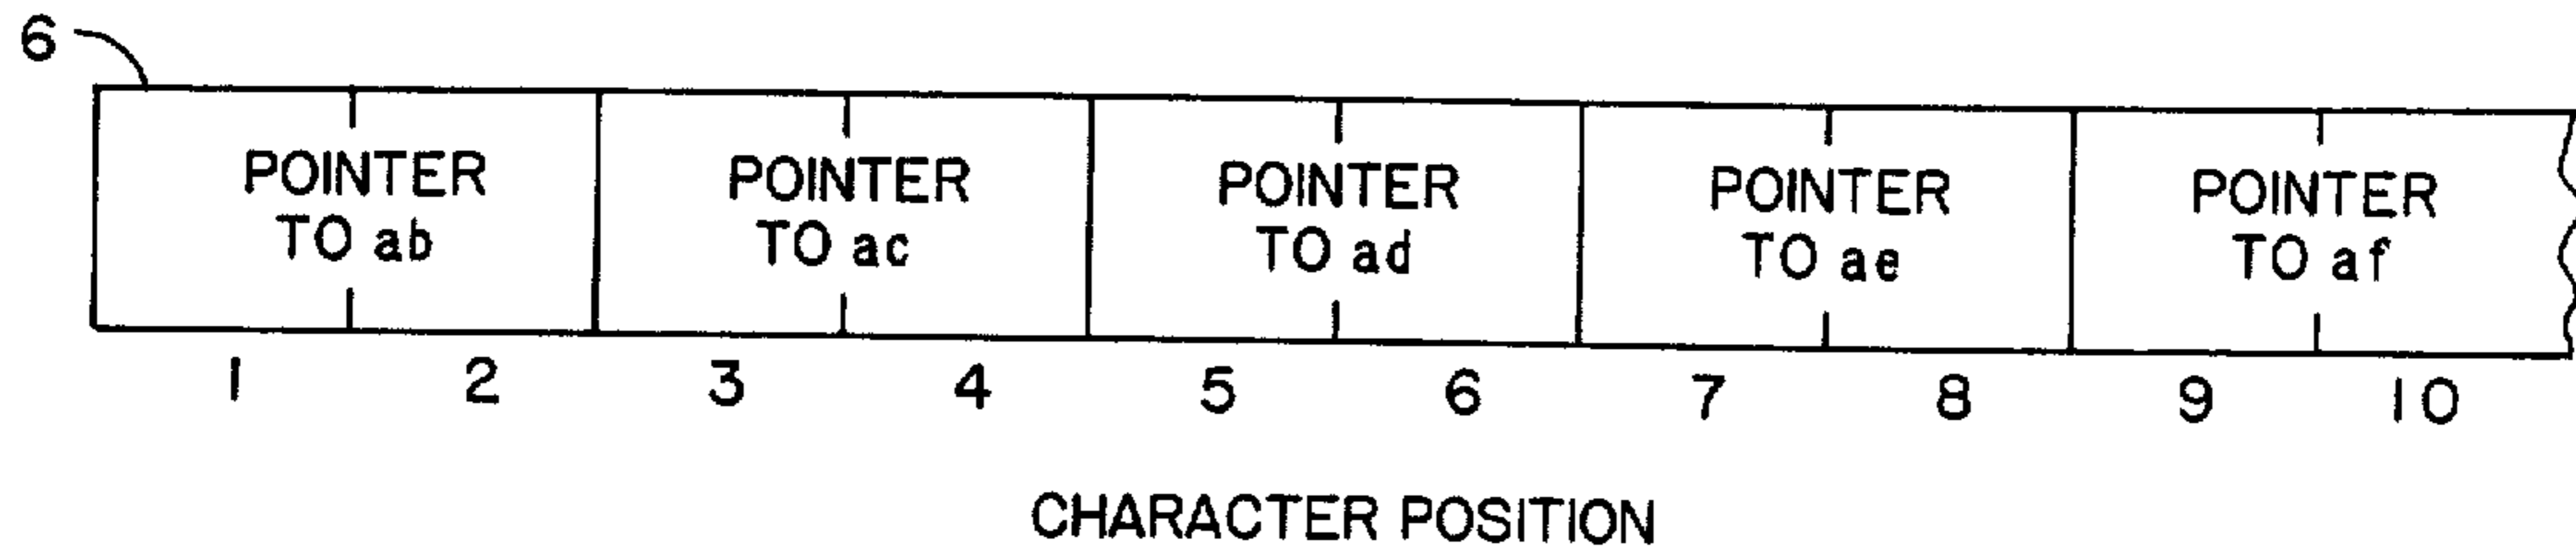 6
POINTER POINTER POINTER POINTER POINTER
TO ab TO ac TO ad TO ae TO af
1 2 3 4 5 6 7 8 9 10
CHARACTER POSITION